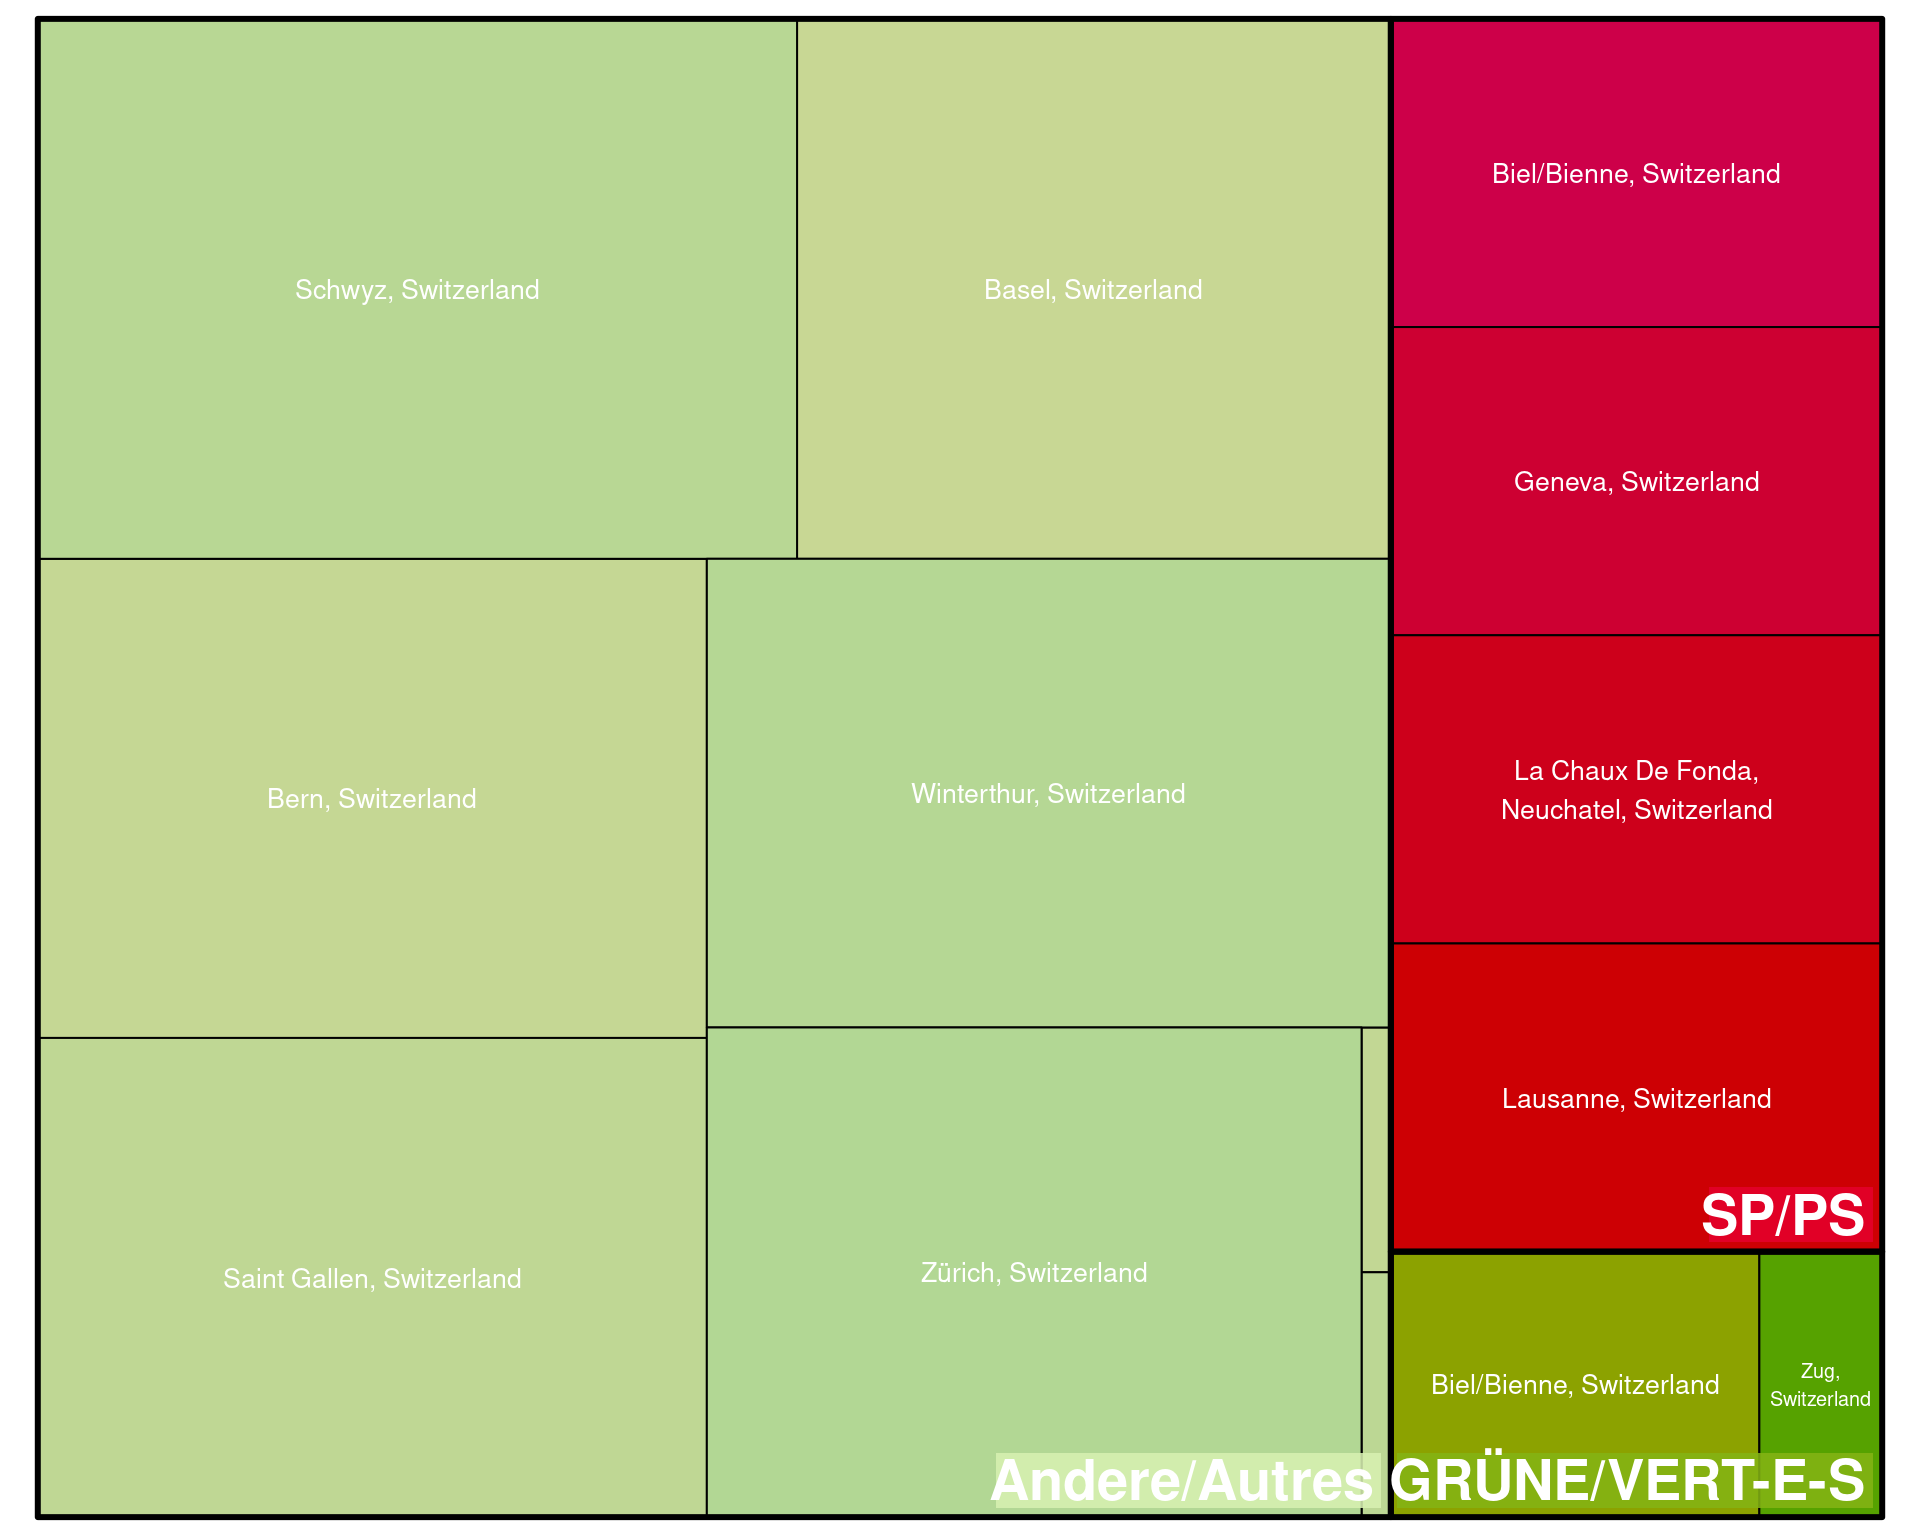 Schwyz, Switzerland
Basel, Switzerland
Bern, Switzerland
Winterthur, Switzerland
Saint Gallen, Switzerland
Zürich, Switzerland
Andere/Autres
Biel/Bienne, Switzerland
Geneva, Switzerland
La Chaux De Fonda,
Neuchatel, Switzerland
Lausanne, Switzerland
SP/PS
Biel/Bienne, Switzerland
Zug,
Switzerland
GRÜNE/VERT-E-S